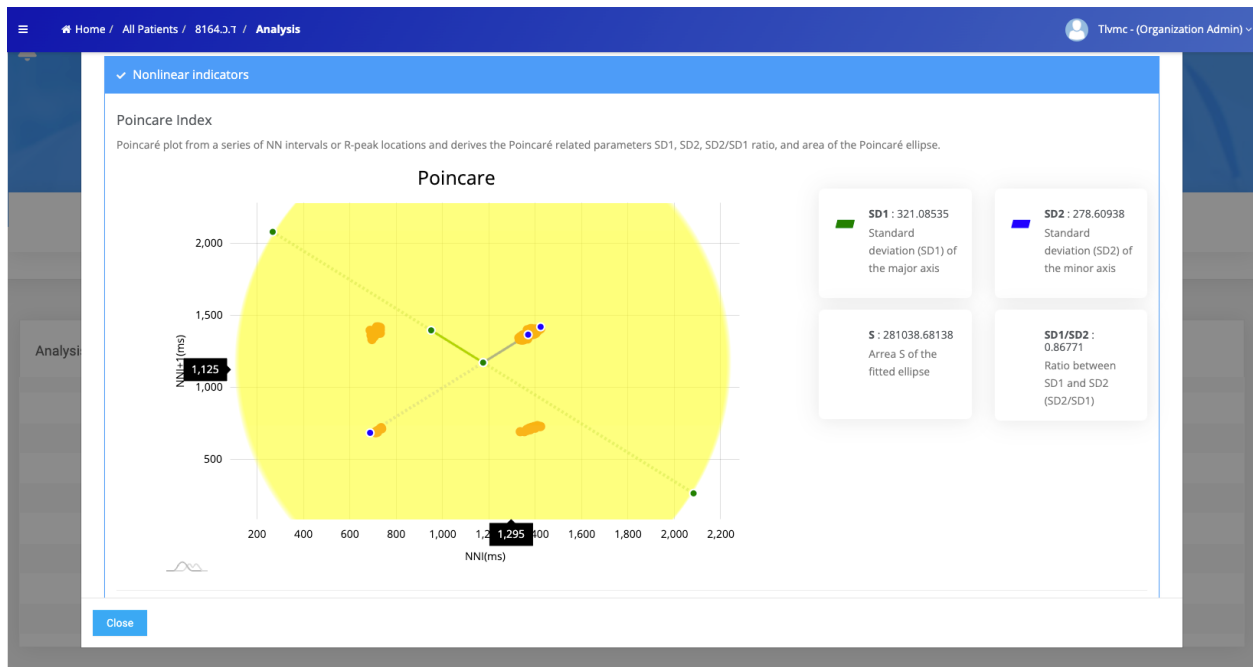 Home / All Patients / 8164.ד.כ / Analysis
Tlvmc - (Organization Admin)
Nonlinear indicators
Poincare Index
Poincaré plot from a series of NN intervals or R-peak locations and derives the Poincaré related parameters SD1, SD2, SD2/SD1 ratio, and area of the Poincaré ellipse.
Poincare
2,000
1,500
1,000
500
NNI+1(ms)
1,125
200 400 600 800 1,000 1,295 1,600 1,800 2,000 2,200
NNI(ms)
SD1 : 321.08535
Standard
deviation (SD1) of
the major axis
SD2 : 278.60938
Standard
deviation (SD2) of
the minor axis
S : 281038.68138
Arrea S of the
fitted ellipse
SD1/SD2 :
0.86771
Ratio between
SD1 and SD2
(SD2/SD1)
Close